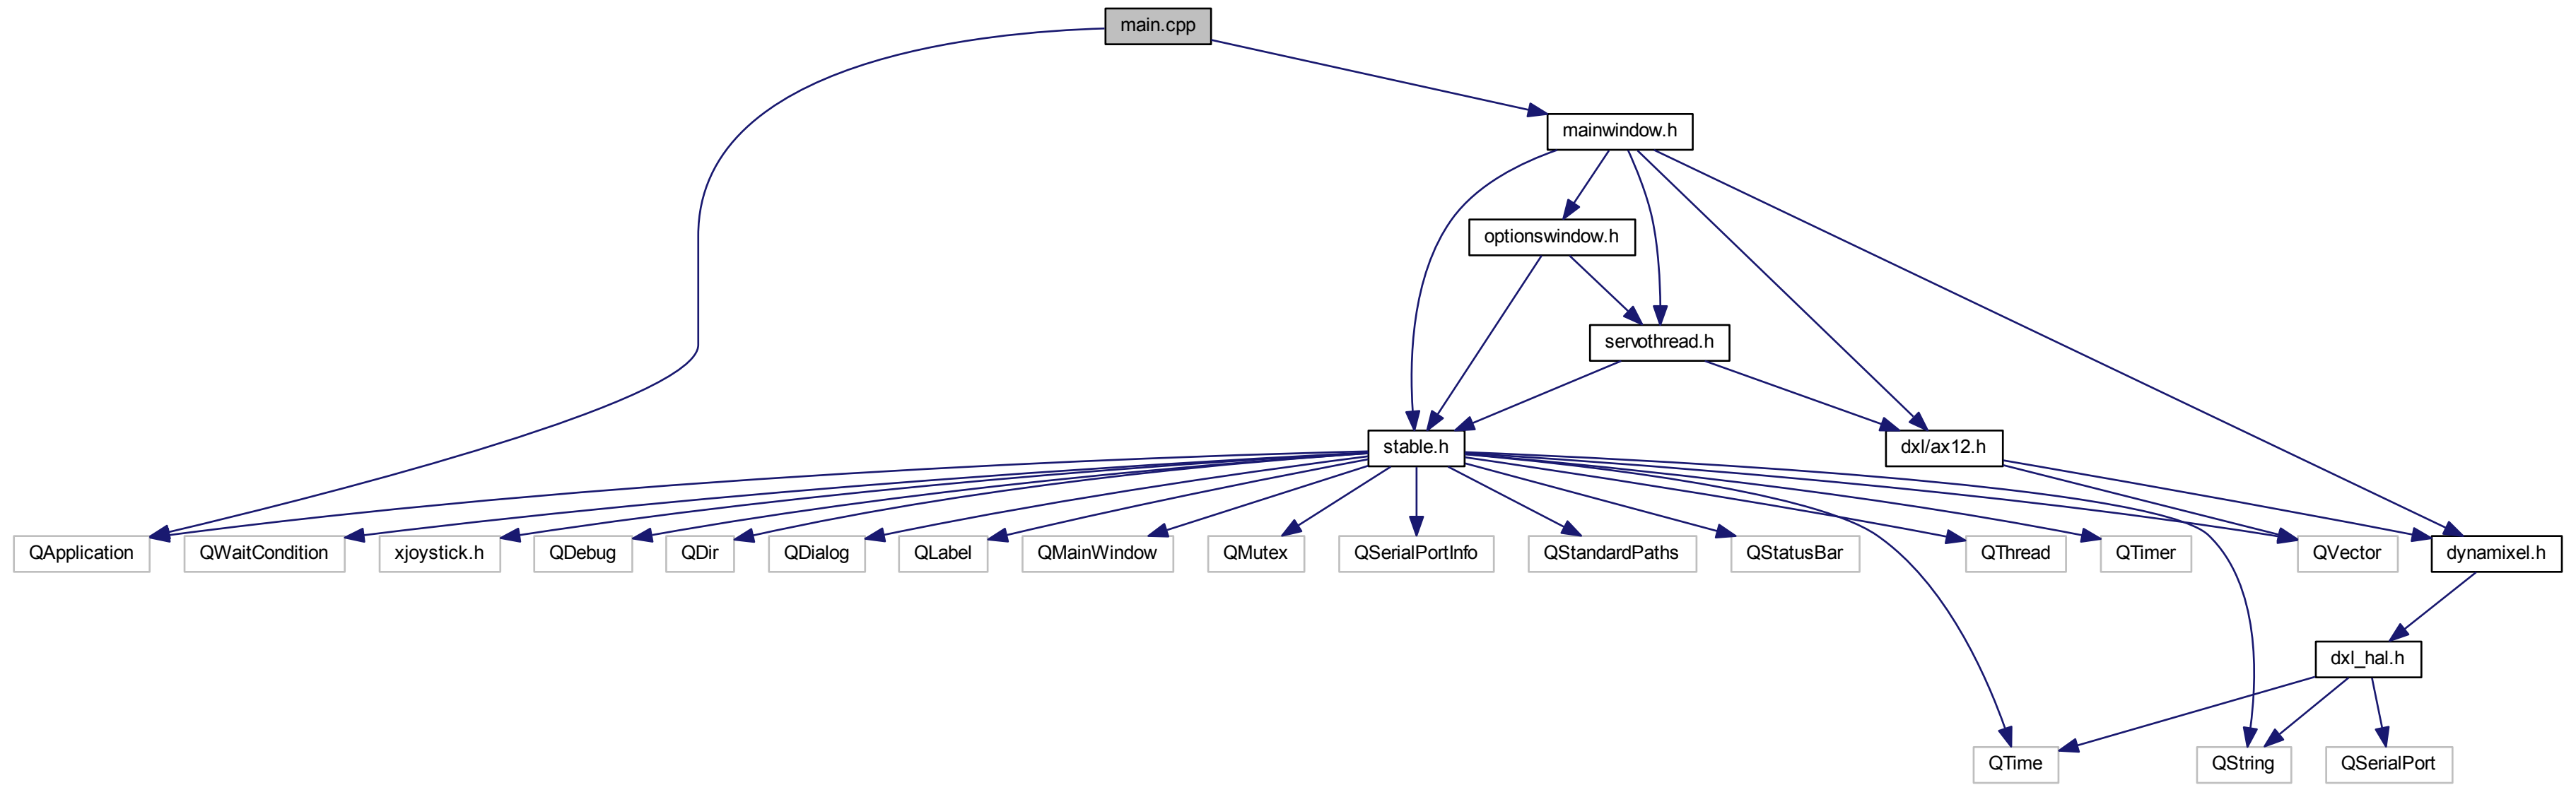 main.cpp
mainwindow.h
optionswindow.h
servothread.h
stable.h
dxl/ax12.h
QApplication
QWaitCondition
xjoystick.h
QDebug
QDir
QDialog
QLabel
QMainWindow
QMutex
QSerialPortInfo
QStandardPaths
QStatusBar
QThread
QTimer
QVector
dynamixel.h
dxl_hal.h
QTime
QString
QSerialPort